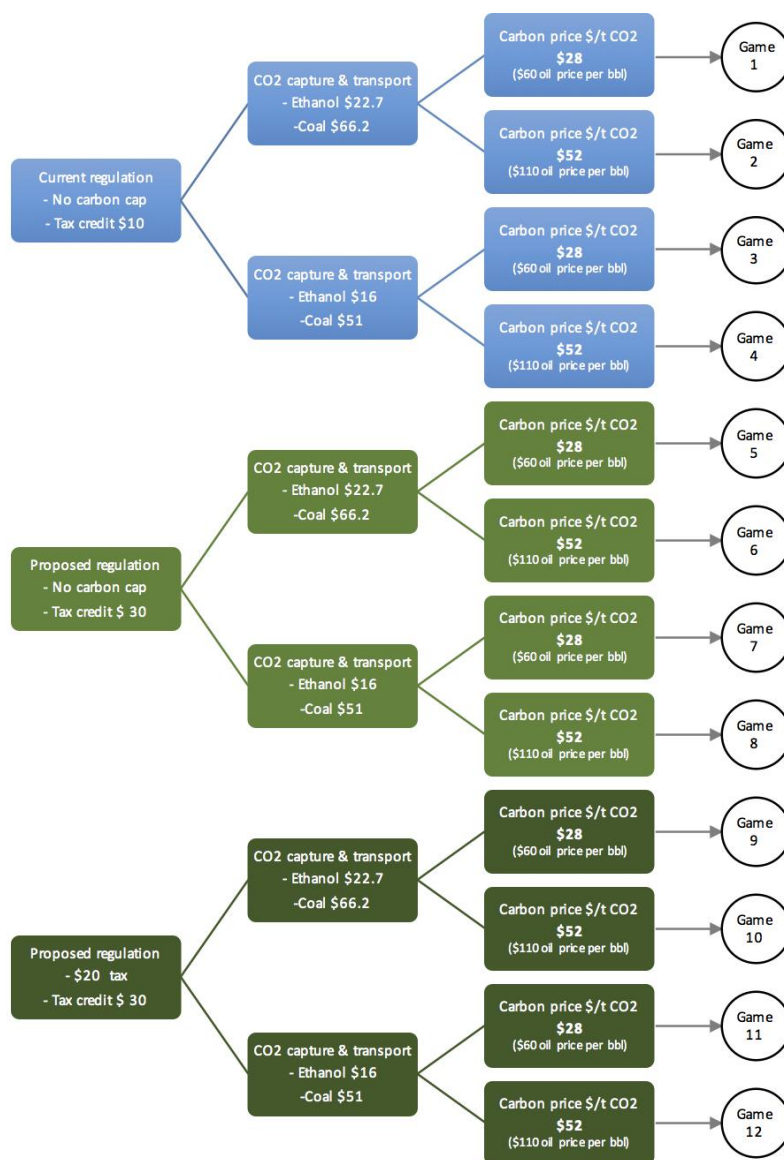 Current regulation
- No carbon cap
- Tax credit $10
CO2 capture & transport
- Ethanol $22.7
-Coal $66.2
Carbon price $/t CO2
$28
($60 oil price per bbl)
Game
1
Carbon price $/t CO2
$52
($110 oil price per bbl)
Game
2
CO2 capture & transport
- Ethanol $16
-Coal $51
Carbon price $/t CO2
$28
($60 oil price per bbl)
Game
3
Carbon price $/t CO2
$52
($110 oil price per bbl)
Game
4
Proposed regulation
- No carbon cap
- Tax credit $ 30
CO2 capture & transport
- Ethanol $22.7
-Coal $66.2
Carbon price $/t CO2
$28
($60 oil price per bbl)
Game
5
Carbon price $/t CO2
$52
($110 oil price per bbl)
Game
6
CO2 capture & transport
- Ethanol $16
-Coal $51
Carbon price $/t CO2
$28
($60 oil price per bbl)
Game
7
Carbon price $/t CO2
$52
($110 oil price per bbl)
Game
8
Proposed regulation
- $20 tax
- Tax credit $ 30
CO2 capture & transport
- Ethanol $22.7
-Coal $66.2
Carbon price $/t CO2
$28
($60 oil price per bbl)
Game
9
Carbon price $/t CO2
$52
($110 oil price per bbl)
Game
10
CO2 capture & transport
- Ethanol $16
-Coal $51
Carbon price $/t CO2
$28
($60 oil price per bbl)
Game
11
Carbon price $/t CO2
$52
($110 oil price per bbl)
Game
12